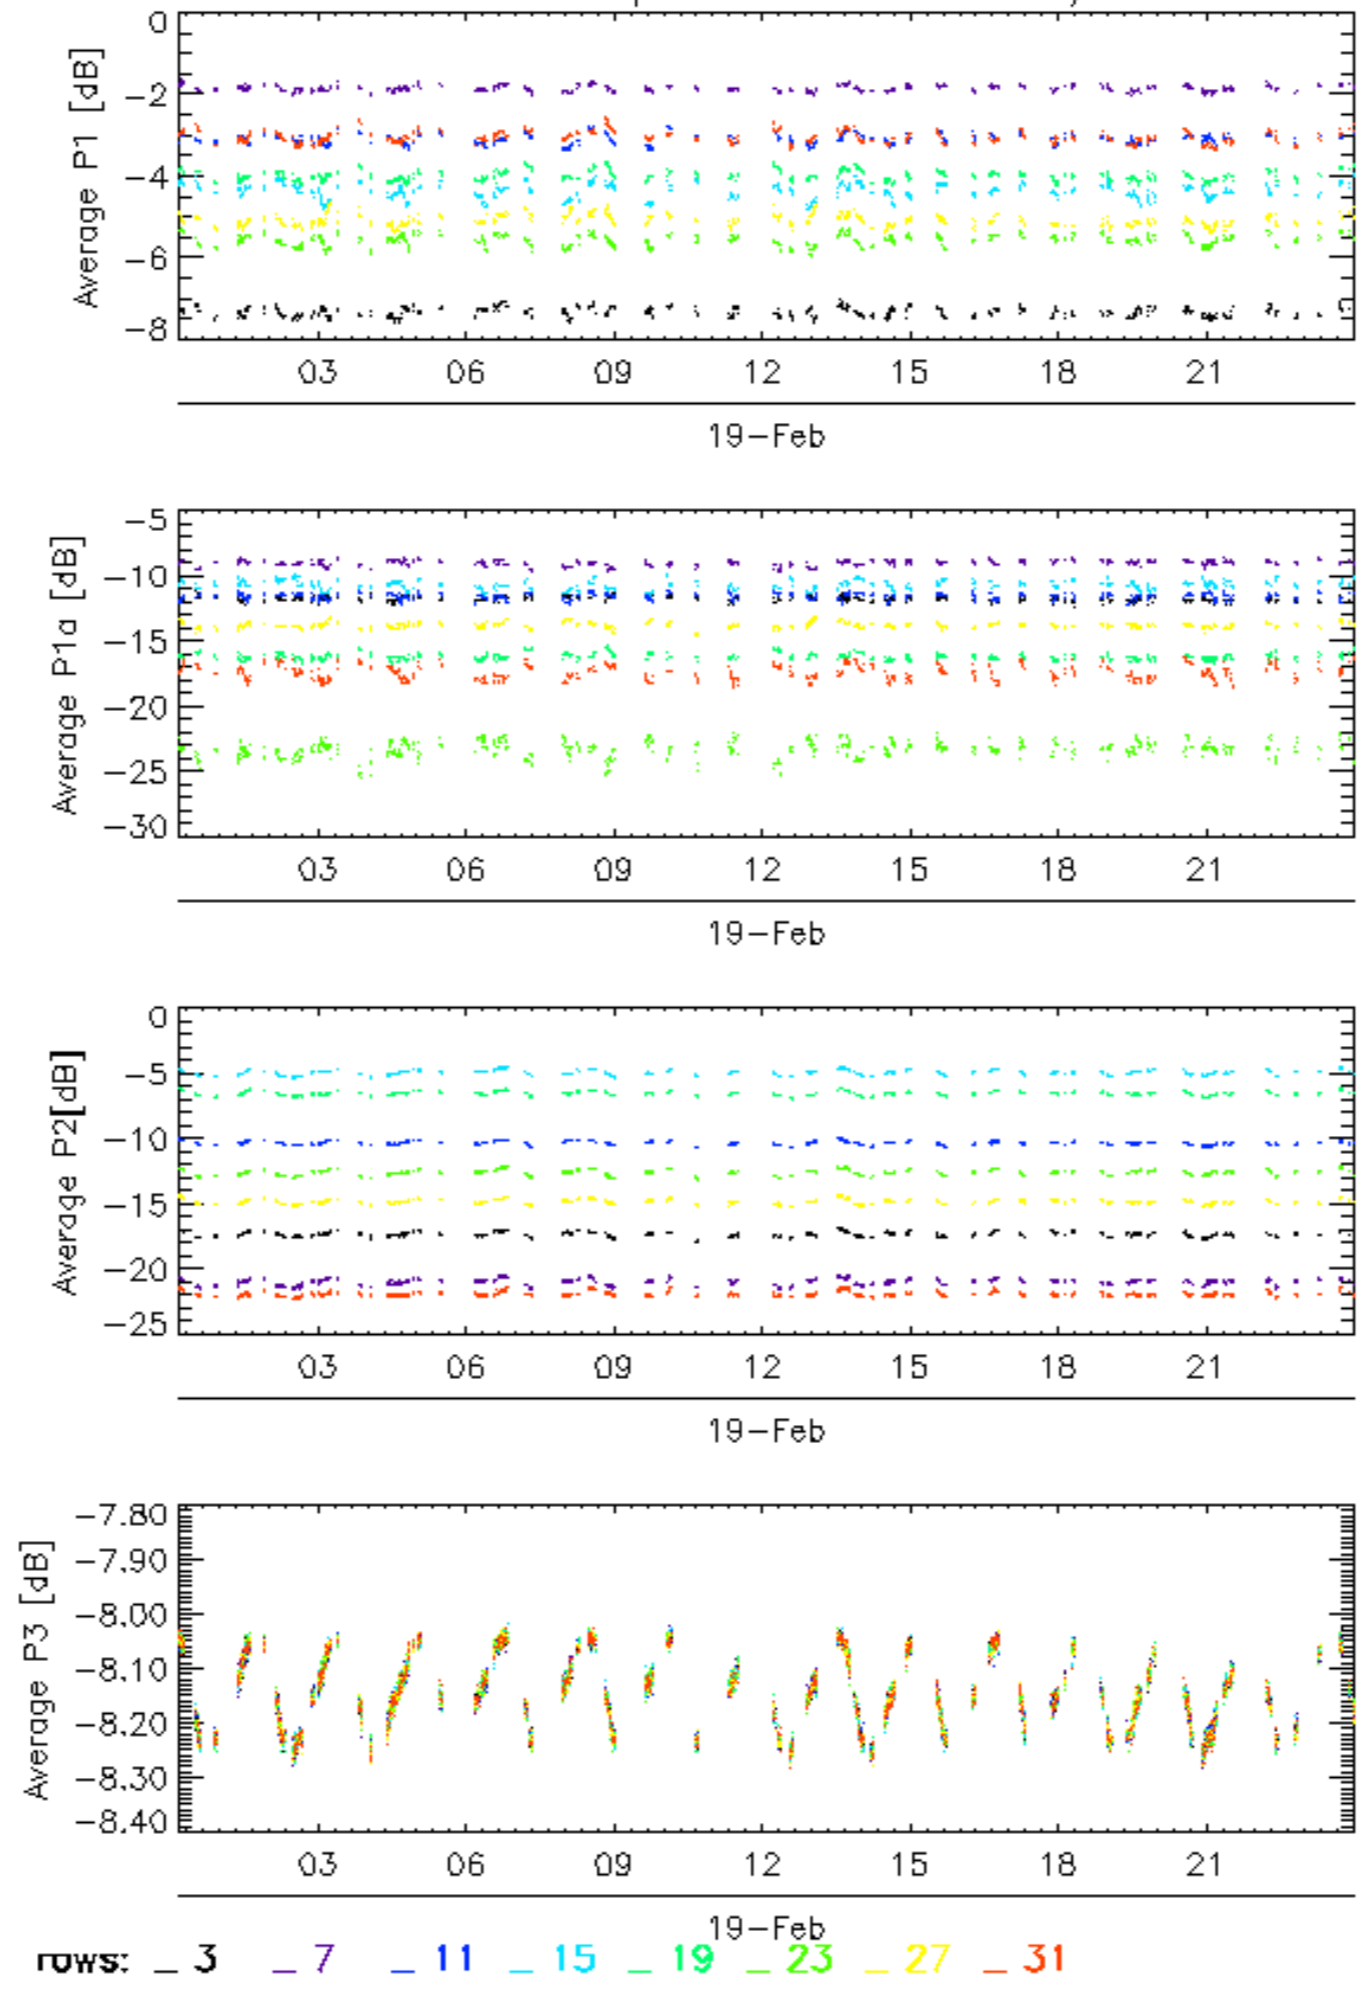 0
−2
−4
−6
−8
Average P1 [dB]
03 06 09 12 15 18 21
19−Feb
−5
−10
−15
−20
−25
−30
Average P1a [dB]
03 06 09 12 15 18 21
19−Feb
0
−5
−10
−15
−20
−25
Average P2[dB]
03 06 09 12 15 18 21
19−Feb
−7.80
−7.90
−8.00
−8.10
−8.20
−8.30
−8.40
Average P3 [dB]
03 06 09 12 15 18 21
19−Feb
rows: _ 3 _ 7 _ 11 _ 15 _ 19 _ 23 _ 27 _ 31